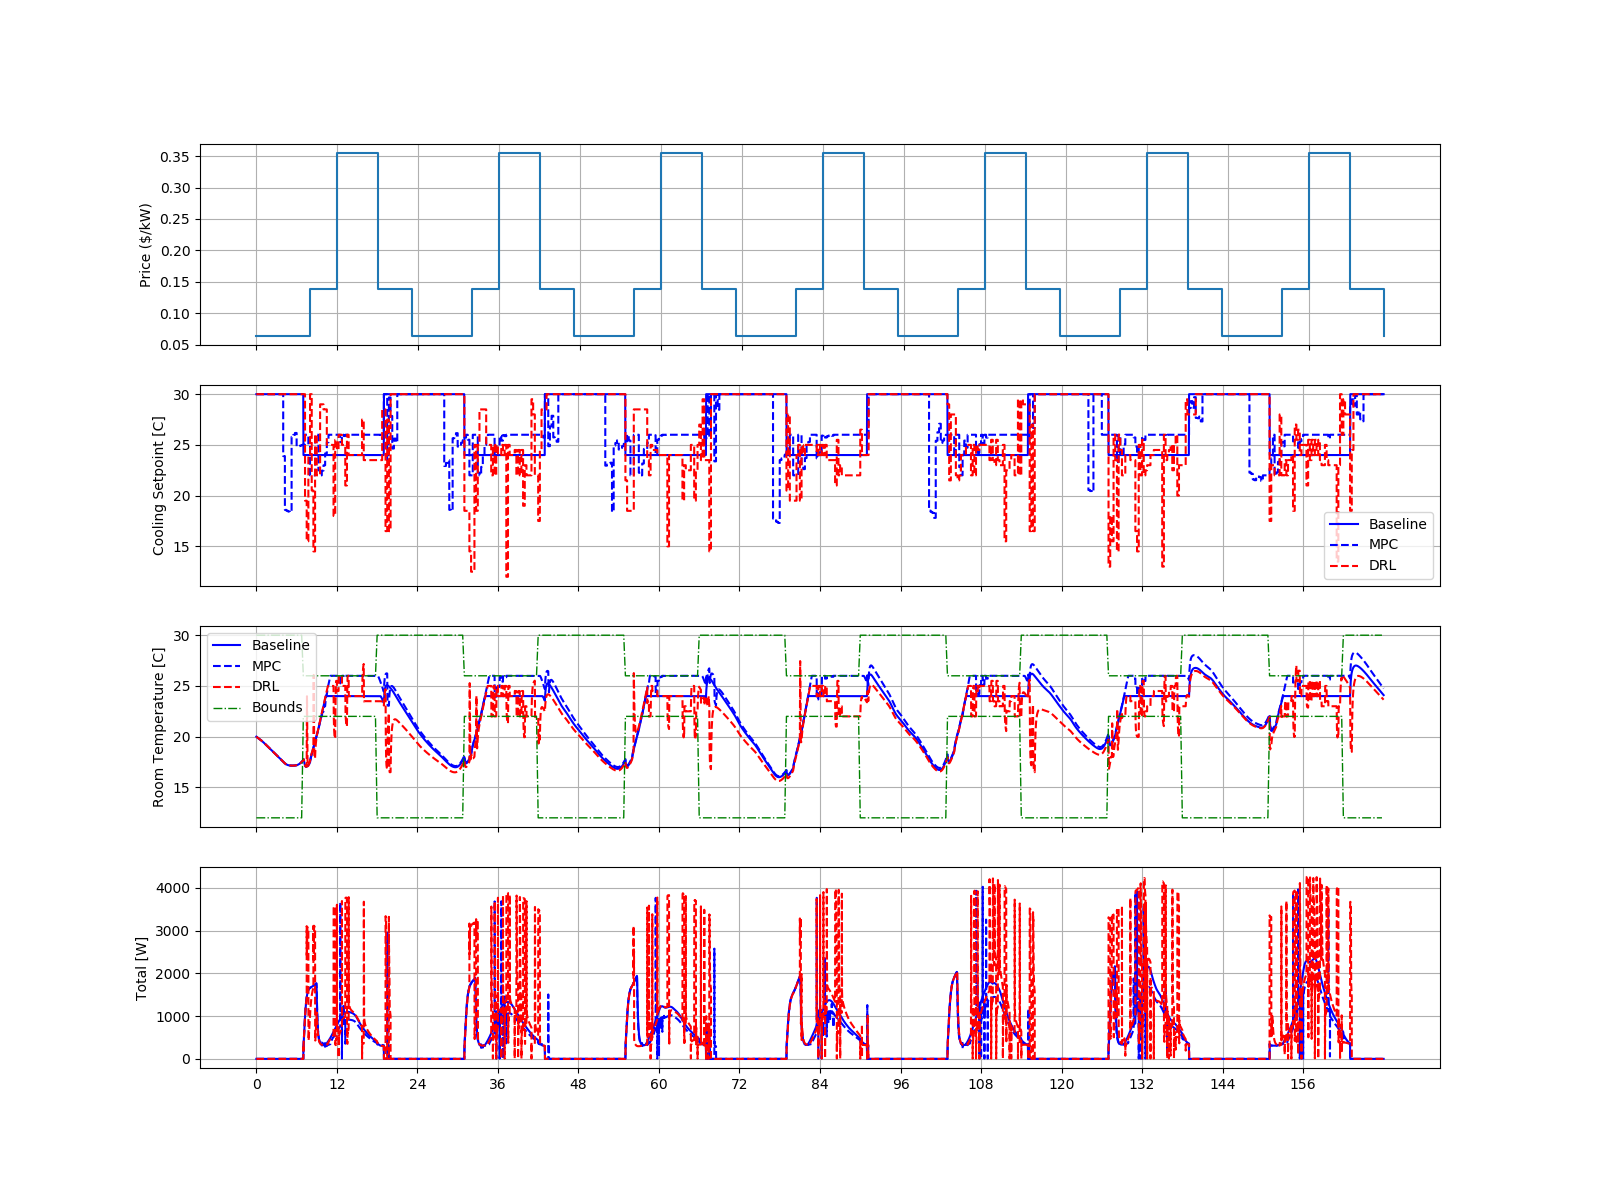 Price ($/kW)
0.35
0.30
0.25
0.20
0.15
0.10
0.05
Cooling Setpoint [C]
30
25
20
15
Baseline
MPC
DRL
Room Temperature [C]
30
25
20
15
Baseline
MPC
DRL
Bounds
Total [W]
4000
3000
2000
1000
0
0 12 24 36 48 60 72 84 96 108 120 132 144 156